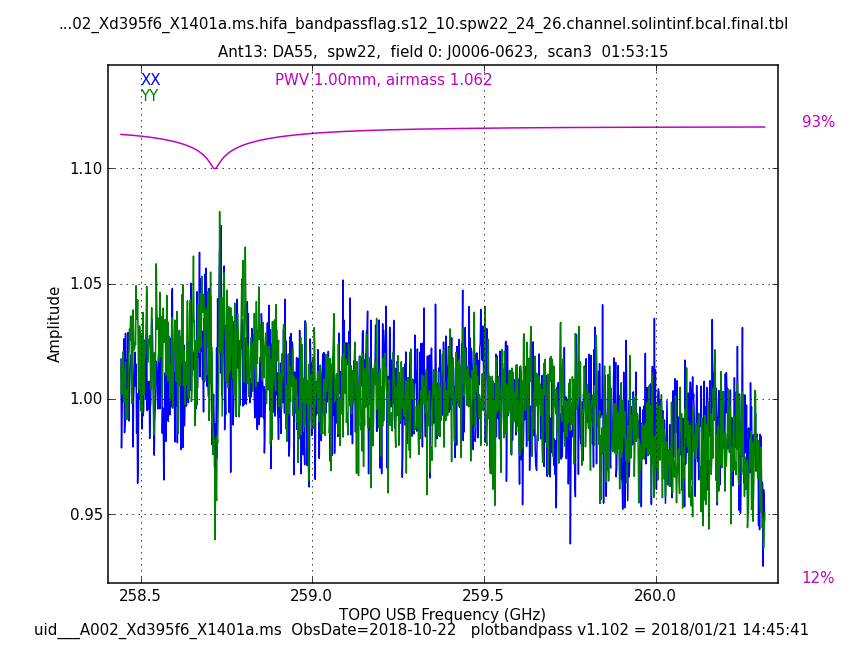 ...02_Xd395f6_X1401a.ms.hifa_bandpassflag.s12_10.spw22_24_26.channel.solintinf.bcal.final.tbl
Ant13: DA55, spw22, field 0: J0006-0623, scan3 01:53:15
XX
PWV 1.00mm, airmass 1.062
YY
93%
1.10
1.05
Amplitude
1.00
0.95
12%
258.5 259.0 259.5 260.0
TOPO USB Frequency (GHz)
uid___A002_Xd395f6_X1401a.ms ObsDate=2018-10-22 plotbandpass v1.102 = 2018/01/21 14:45:41